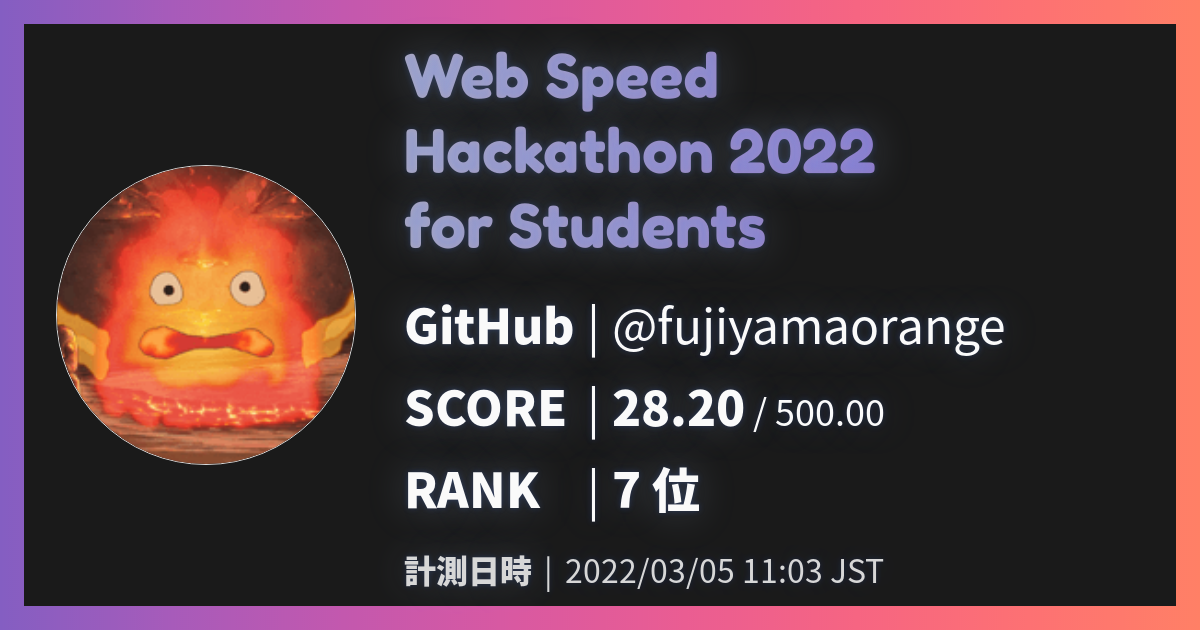 Web Speed
Hackathon 2022
for Students
GitHub | @fujiyamaorange
SCORE | 28.20 / 500.00
RANK | 7 位
計測日時 | 2022/03/05 11:03 JST